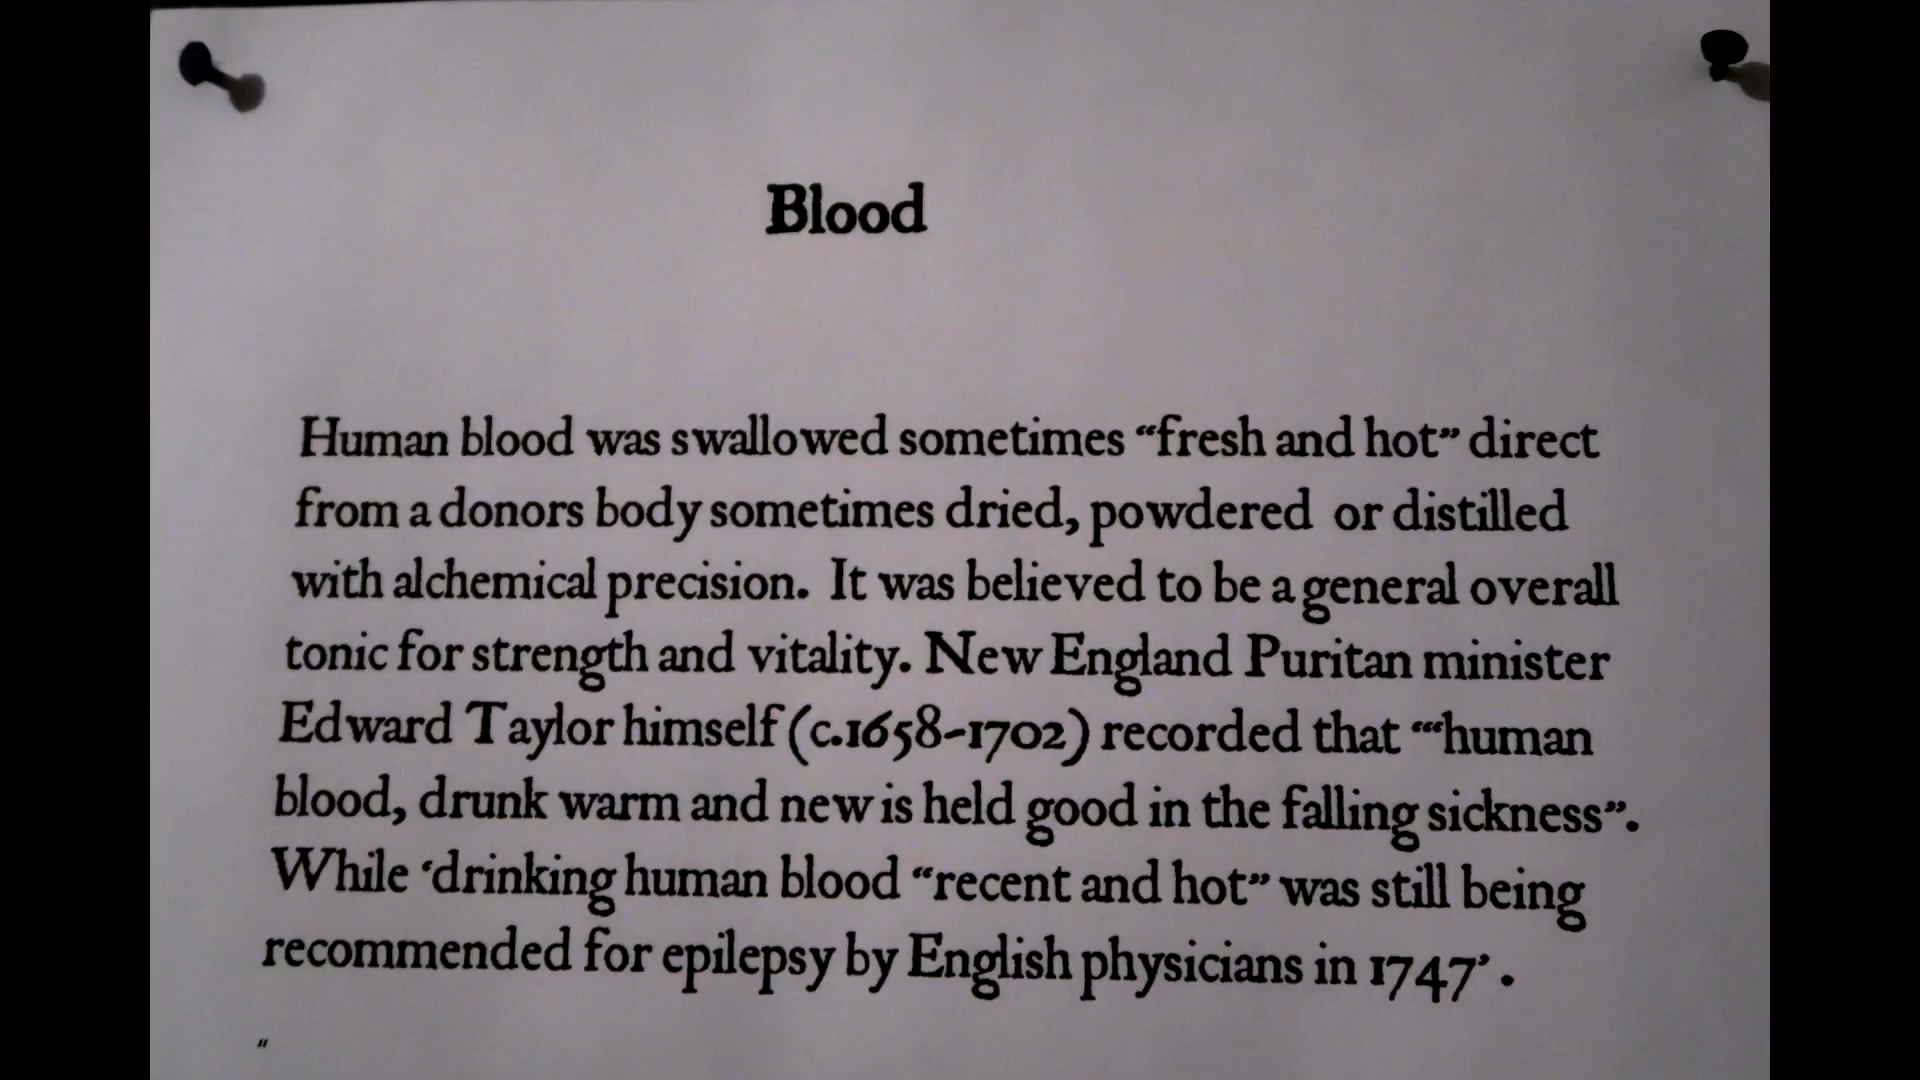 Blood
Human blood was swallowed sometimes “fresh and hot” direct
from a donors body sometimes dried, powdered or distilled
with alchemical precision. It was believed to be a general overall
tonic for strength and vitality. New England Puritan minister
Edward Taylor himself (c.1658-1702) recorded that “‘human
blood, drunk warm and new is held good in the falling sickness”.
While ‘drinking human blood “recent and hot” was still being
recommended for epilepsy by English physicians in 1747’ .
“